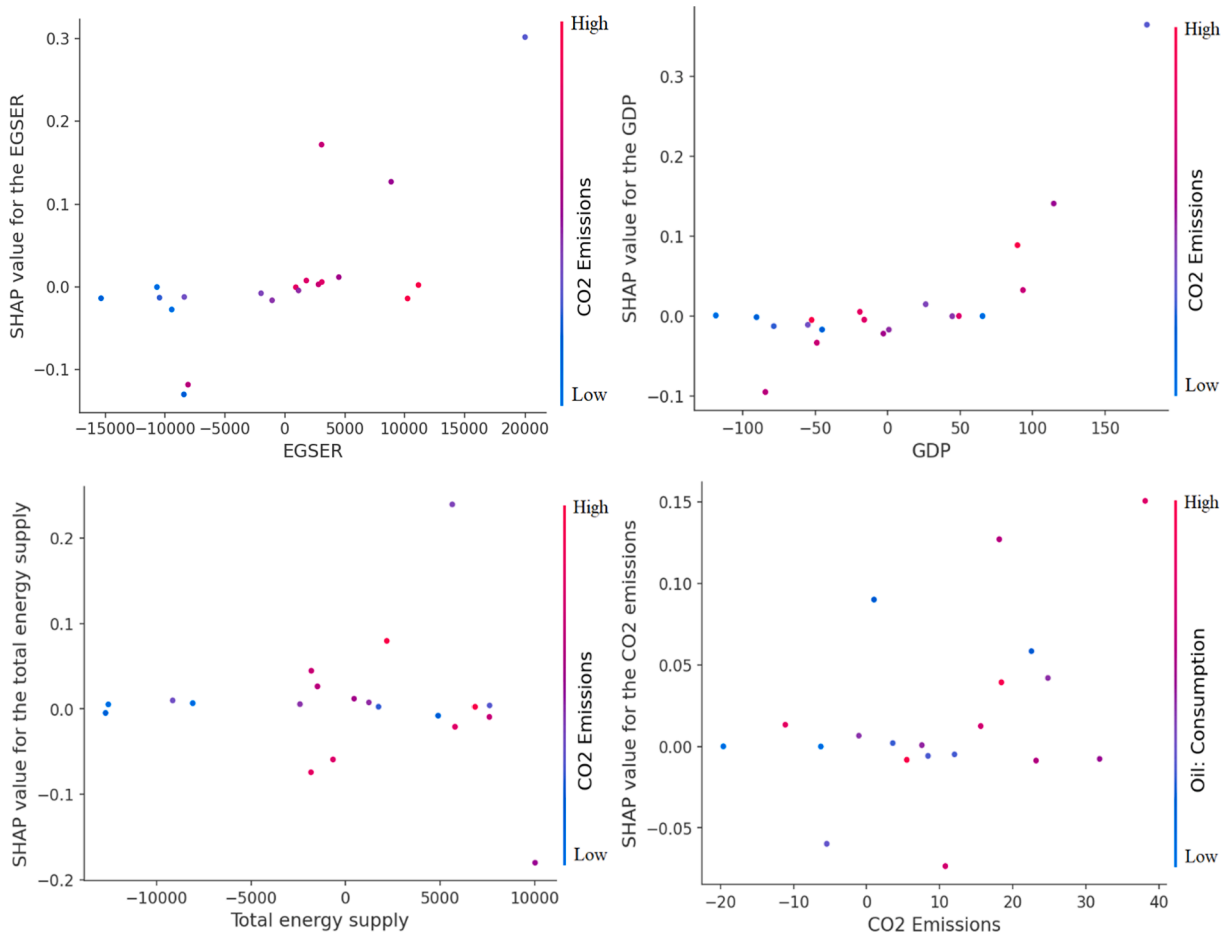 0.3
0.2
0.1
0.0
−0.1
SHAP value for the EGSER
−15000 −10000 −5000 0 5000 10000 15000 20000
EGSER
High
CO2 Emissions
Low
0.3
0.2
0.1
0.0
−0.1
SHAP value for the GDP
−100 −50 0 50 100 150
GDP
High
CO2 Emissions
Low
0.2
0.1
0.0
−0.1
−0.2
SHAP value for the total energy supply
−10000 −5000 0 5000 10000
Total energy supply
High
CO2 Emissions
Low
0.15
0.10
0.05
0.00
−0.05
SHAP value for the CO2 emissions
−20 −10 0 10 20 30 40
CO2 Emissions
High
Oil: Consumption
Low